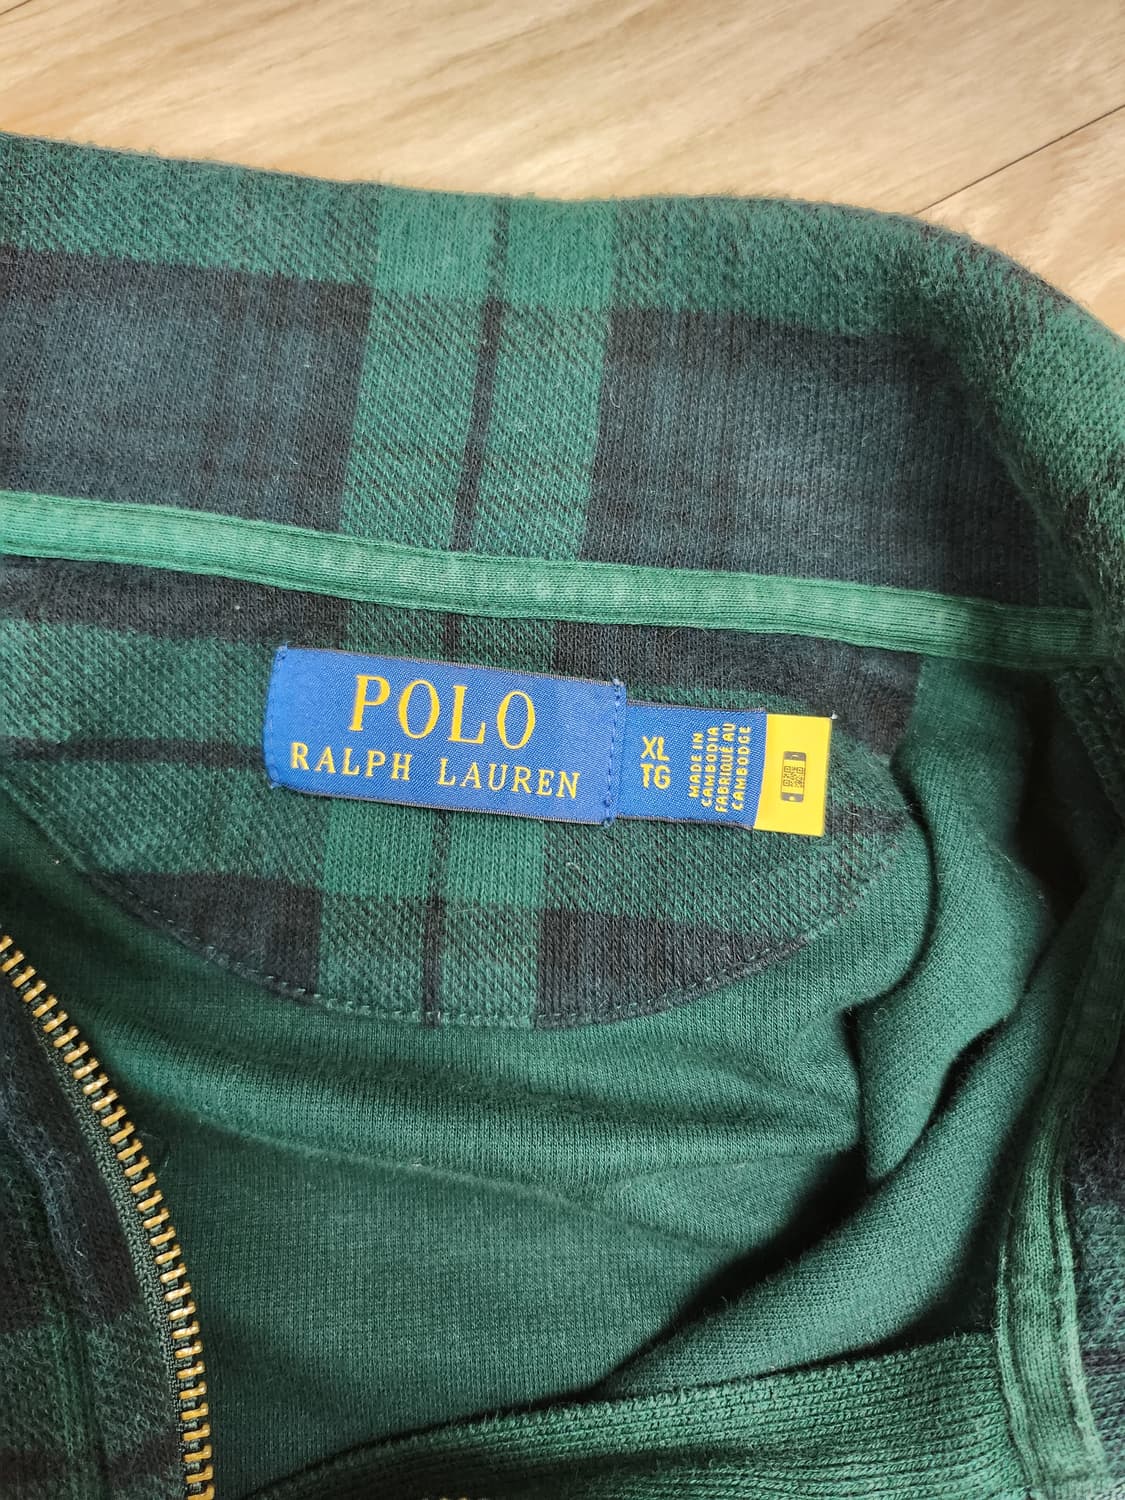 POLO
RALPH LAUREN
XL
TG
MADE IN
CAMBODIA
FABRIQUÉ AU
CAMBODGE